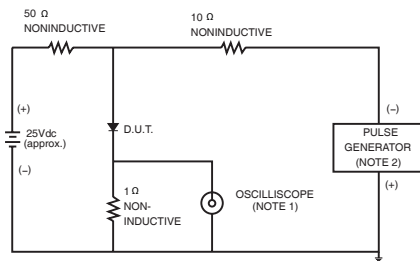 50 Ω
NONINDUCTIVE
10 Ω
NONINDUCTIVE
(+)
25Vdc
(approx.)
(−)
D.U.T.
1 Ω
NON-
INDUCTIVE
OSCILLISCOPE
(NOTE 1)
(−)
PULSE
GENERATOR
(NOTE 2)
(+)